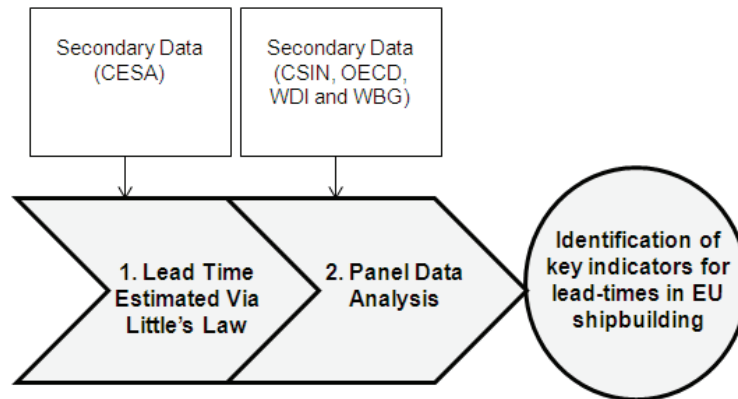 Secondary Data
(CESA)
Secondary Data
(CSIN, OECD,
WDI and WBG)
1. Lead Time
Estimated Via
Little's Law
2. Panel Data
Analysis
Identification of
key indicators for
lead-times in EU
shipbuilding